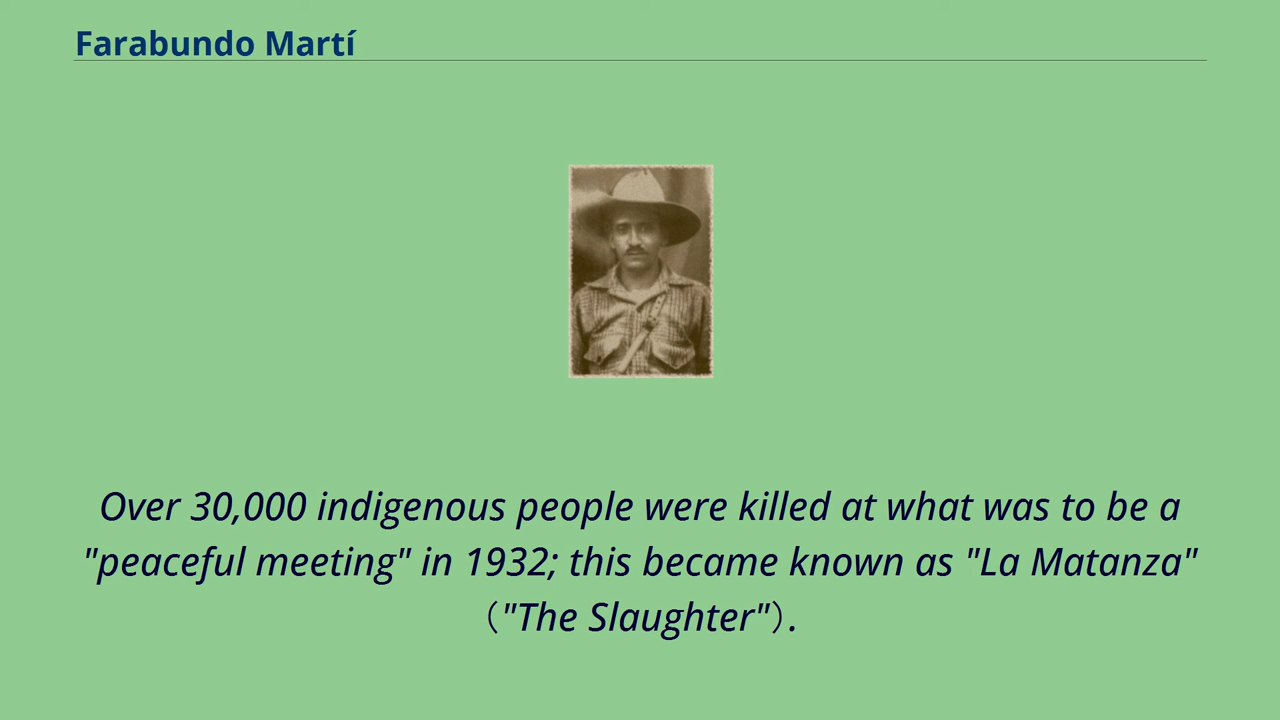 Farabundo Martí
Over 30,000 indigenous people were killed at what was to be a
"peaceful meeting" in 1932; this became known as "La Matanza"
（"The Slaughter"）.